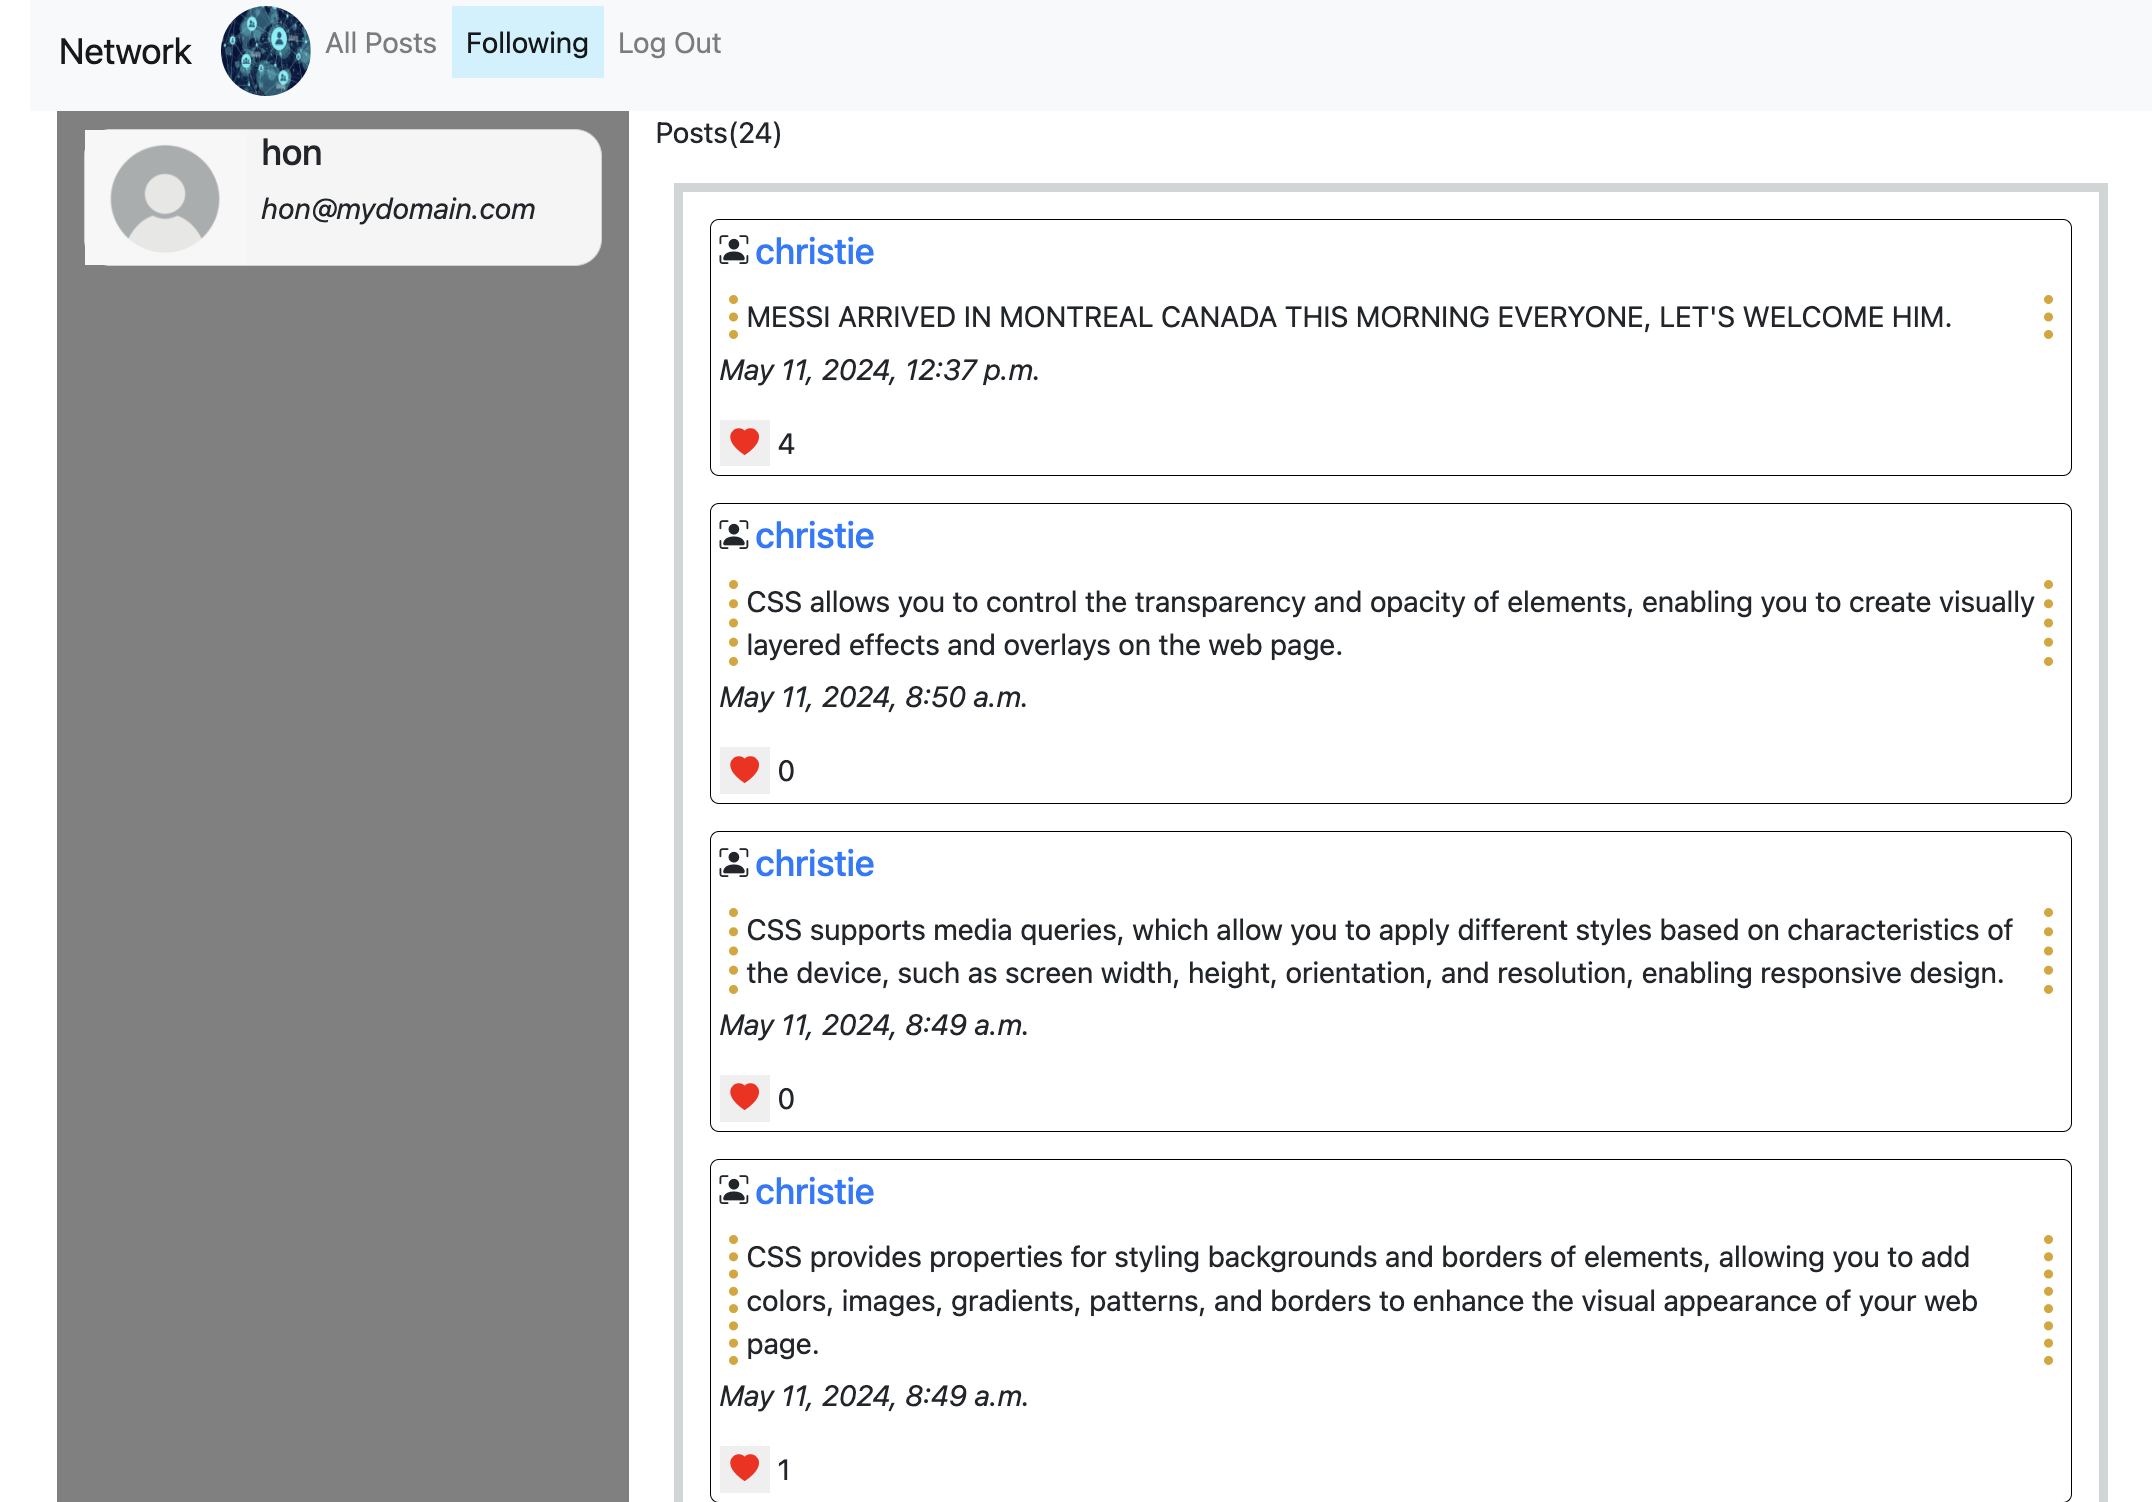 Network All Posts Following Log Out
hon
hon@mydomain.com
Posts(24)
christie
MESSI ARRIVED IN MONTREAL CANADA THIS MORNING EVERYONE, LET'S WELCOME HIM.
May 11, 2024, 12:37 p.m.
4
christie
CSS allows you to control the transparency and opacity of elements, enabling you to create visually
layered effects and overlays on the web page.
May 11, 2024, 8:50 a.m.
0
christie
CSS supports media queries, which allow you to apply different styles based on characteristics of
the device, such as screen width, height, orientation, and resolution, enabling responsive design.
May 11, 2024, 8:49 a.m.
0
christie
CSS provides properties for styling backgrounds and borders of elements, allowing you to add
colors, images, gradients, patterns, and borders to enhance the visual appearance of your web
page.
May 11, 2024, 8:49 a.m.
1